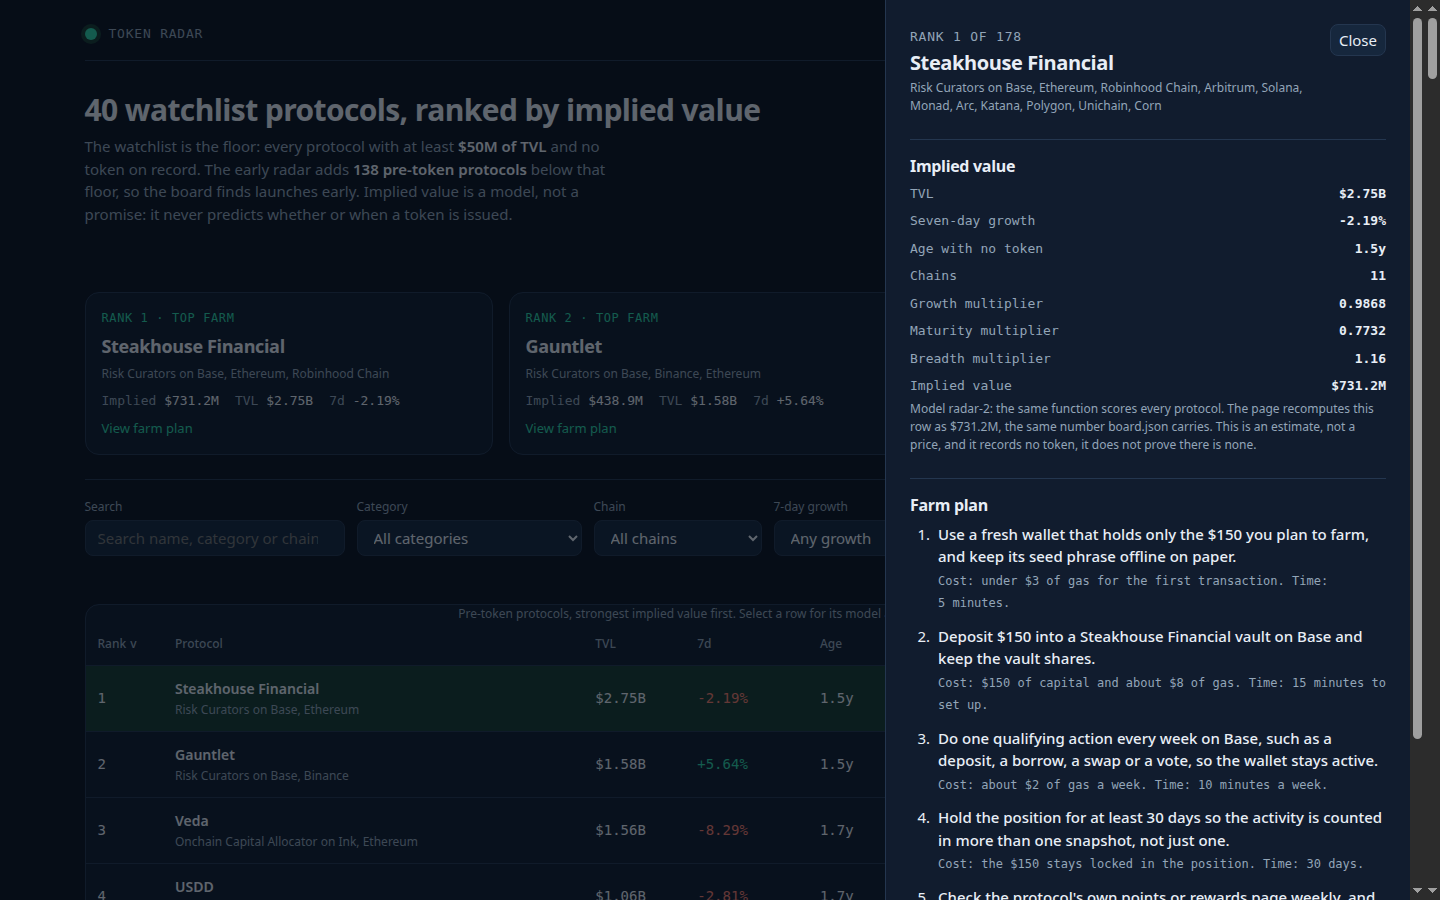 TOKEN RADAR
40 watchlist protocols, ranked by implied value
The watchlist is the floor: every protocol with at least $50M of TVL and no
token on record. The early radar adds 138 pre-token protocols below that
floor, so the board finds launches early. Implied value is a model, not a
promise: it never predicts whether or when a token is issued.
RANK 1 · TOP FARM
Steakhouse Financial
Risk Curators on Base, Ethereum, Robinhood Chain
Implied $731.2M TVL $2.75B 7d -2.19%
View farm plan
RANK 2 · TOP FARM
Gauntlet
Risk Curators on Base, Binance, Ethereum
Implied $438.9M TVL $1.58B 7d +5.64%
View farm plan
Search
Category
Chain
7-day growth
Search name, category or chain
All categories
All chains
Any growth
Pre-token protocols, strongest implied value first. Select a row for its model
Rank v
Protocol
TVL
7d
Age
1
Steakhouse Financial
Risk Curators on Base, Ethereum
$2.75B
-2.19%
1.5y
2
Gauntlet
Risk Curators on Base, Binance
$1.58B
+5.64%
1.5y
3
Veda
Onchain Capital Allocator on Ink, Ethereum
$1.56B
-8.29%
1.7y
4
USDD
$1.06B
-2.81%
1.7y
RANK 1 OF 178
Close
Steakhouse Financial
Risk Curators on Base, Ethereum, Robinhood Chain, Arbitrum, Solana,
Monad, Arc, Katana, Polygon, Unichain, Corn
Implied value
TVL $2.75B
Seven-day growth -2.19%
Age with no token 1.5y
Chains 11
Growth multiplier 0.9868
Maturity multiplier 0.7732
Breadth multiplier 1.16
Implied value $731.2M
Model radar-2: the same function scores every protocol. The page recomputes this
row as $731.2M, the same number board.json carries. This is an estimate, not a
price, and it records no token, it does not prove there is none.
Farm plan
1. Use a fresh wallet that holds only the $150 you plan to farm,
and keep its seed phrase offline on paper.
Cost: under $3 of gas for the first transaction. Time:
5 minutes.
2. Deposit $150 into a Steakhouse Financial vault on Base and
keep the vault shares.
Cost: $150 of capital and about $8 of gas. Time: 15 minutes to
set up.
3. Do one qualifying action every week on Base, such as a
deposit, a borrow, a swap or a vote, so the wallet stays active.
Cost: about $2 of gas a week. Time: 10 minutes a week.
4. Hold the position for at least 30 days so the activity is counted
in more than one snapshot, not just one.
Cost: the $150 stays locked in the position. Time: 30 days.
5. Check the protocol's own points or rewards page weekly, and